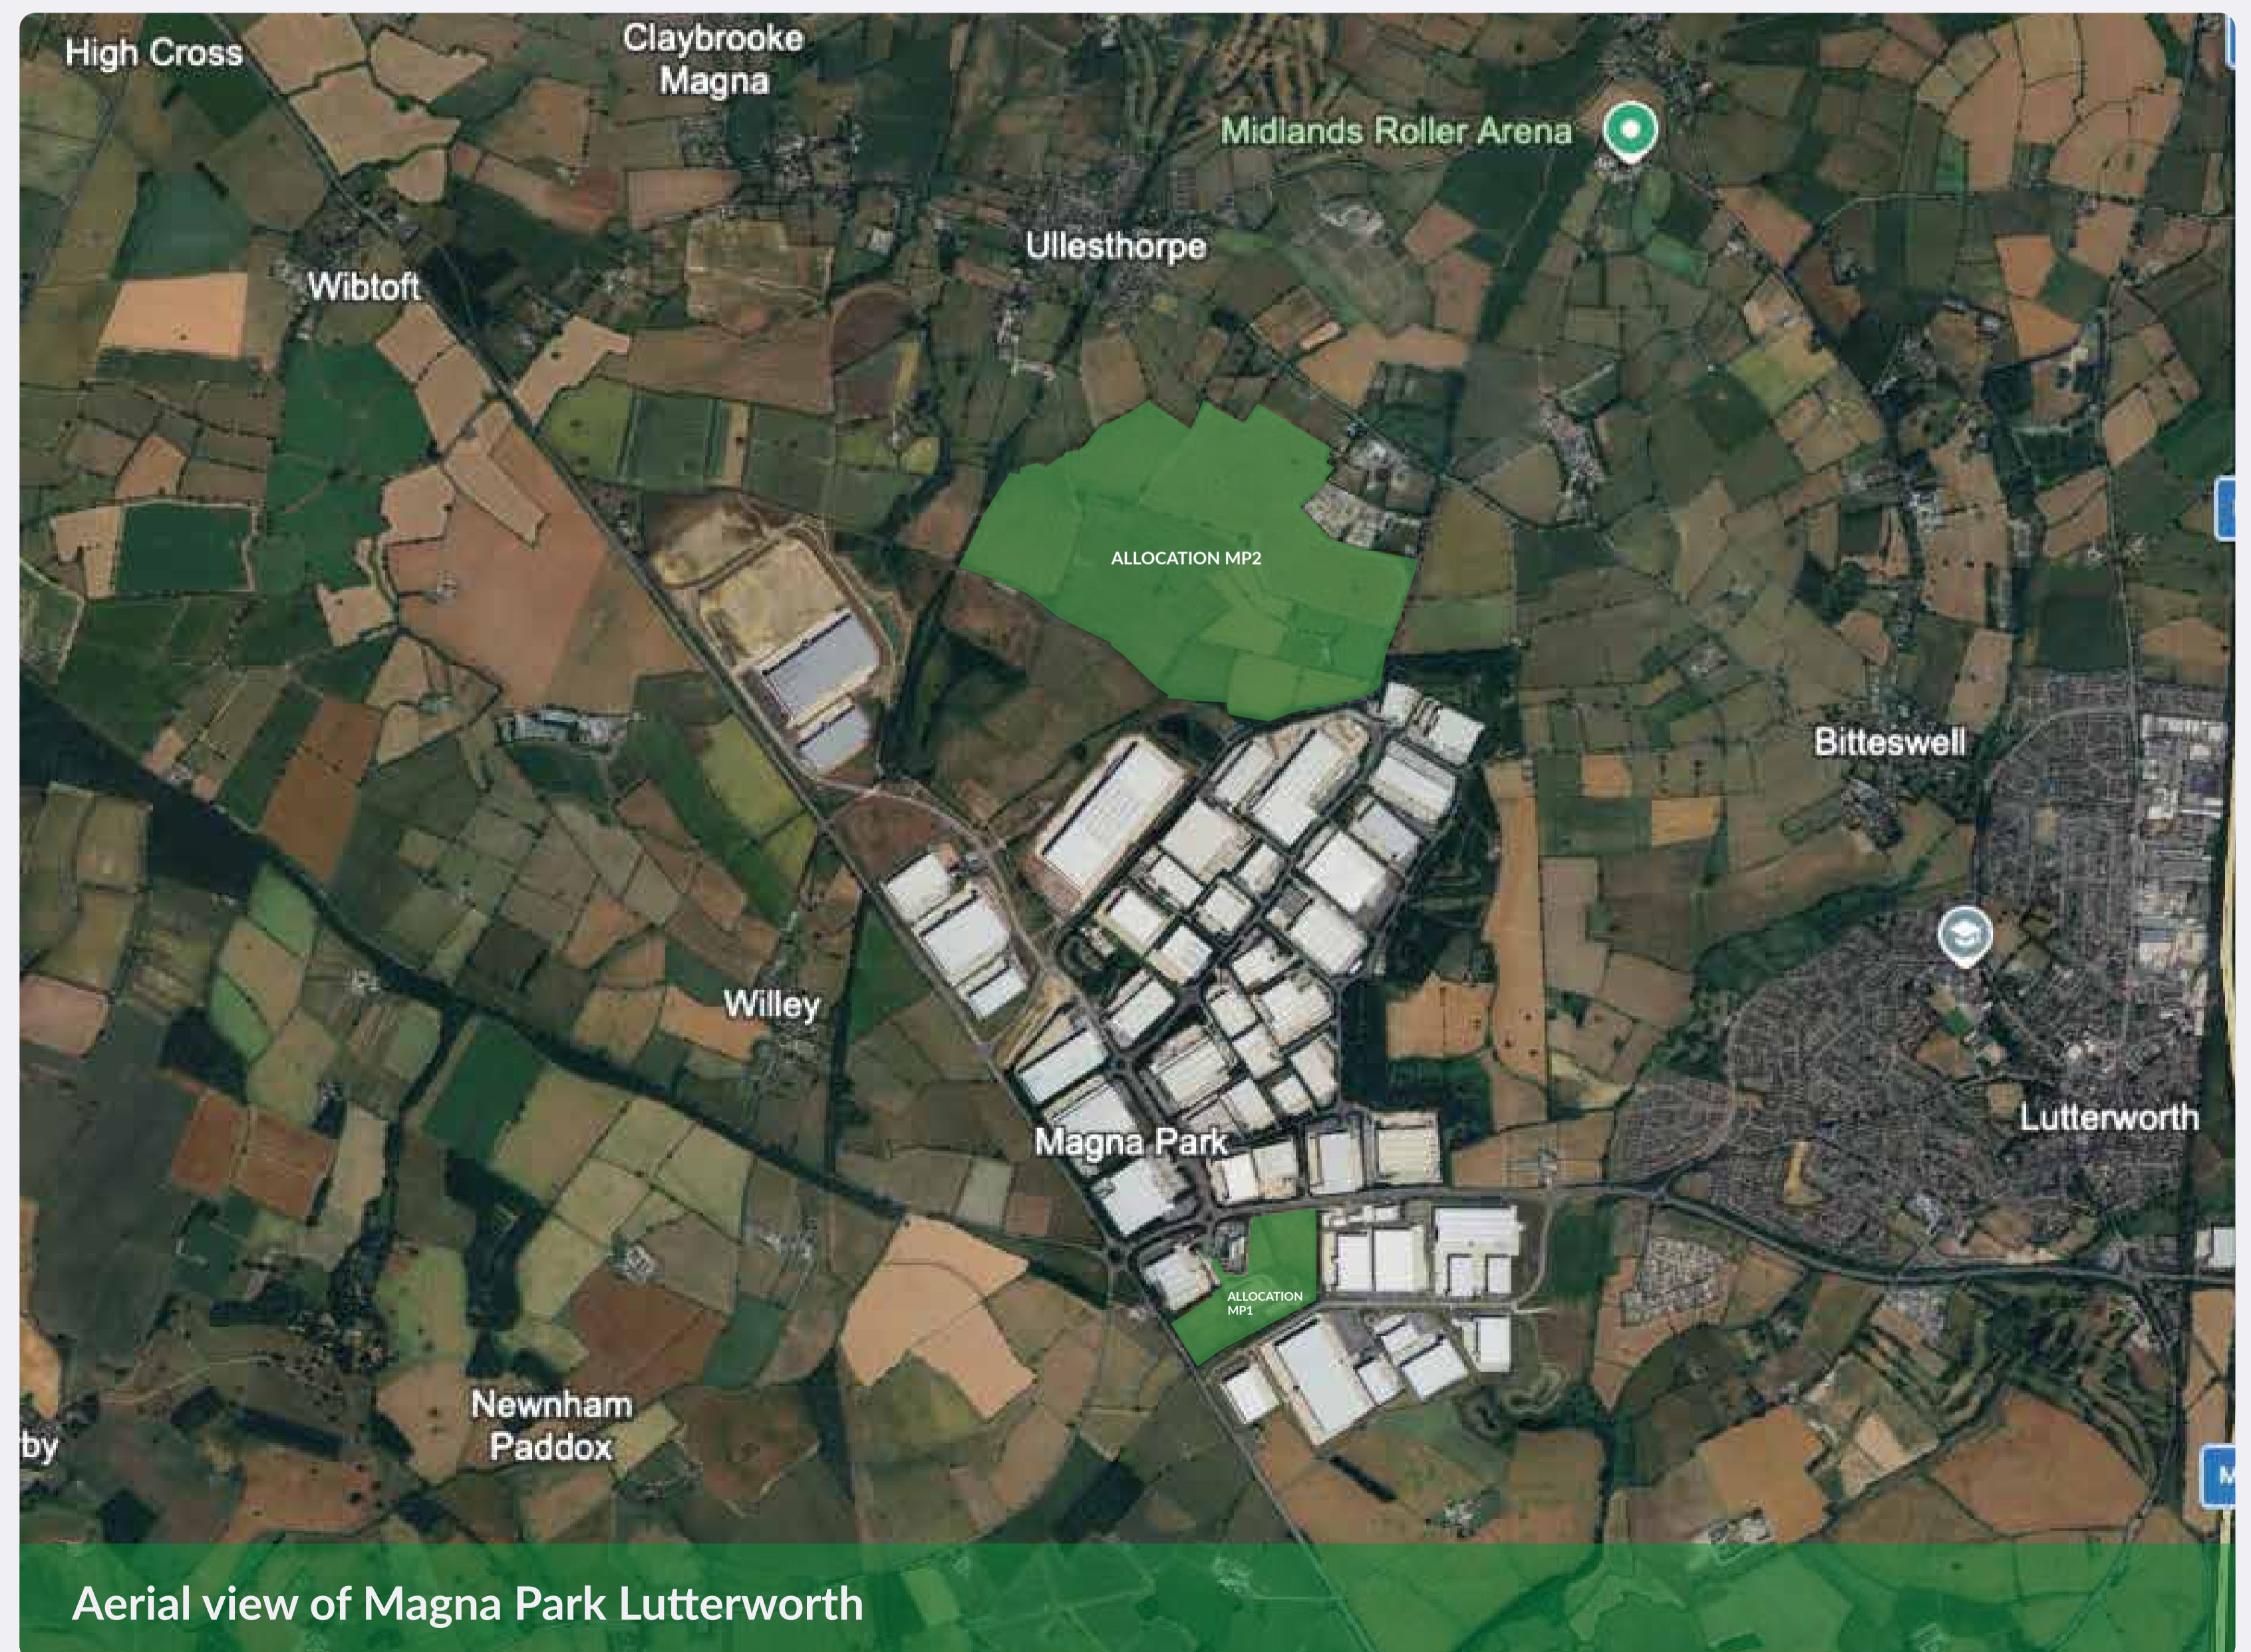 High Cross
Claybrooke
Magna
Midlands Roller Arena
Ullesthorpe
Wibtoft
ALLOCATION MP2
Bitteswell
Willey
Lutterworth
Magna Park
ALLOCATION
MP1
Newnham
Paddox
by
M
Aerial view of Magna Park Lutterworth